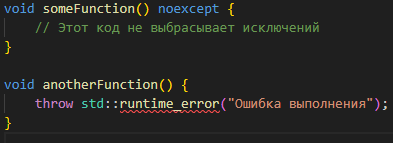 void someFunction() noexcept {
    // Этот код не выбрасывает исключений
}
void anotherFunction() {
    throw std::runtime_error("Ошибка выполнения");
}